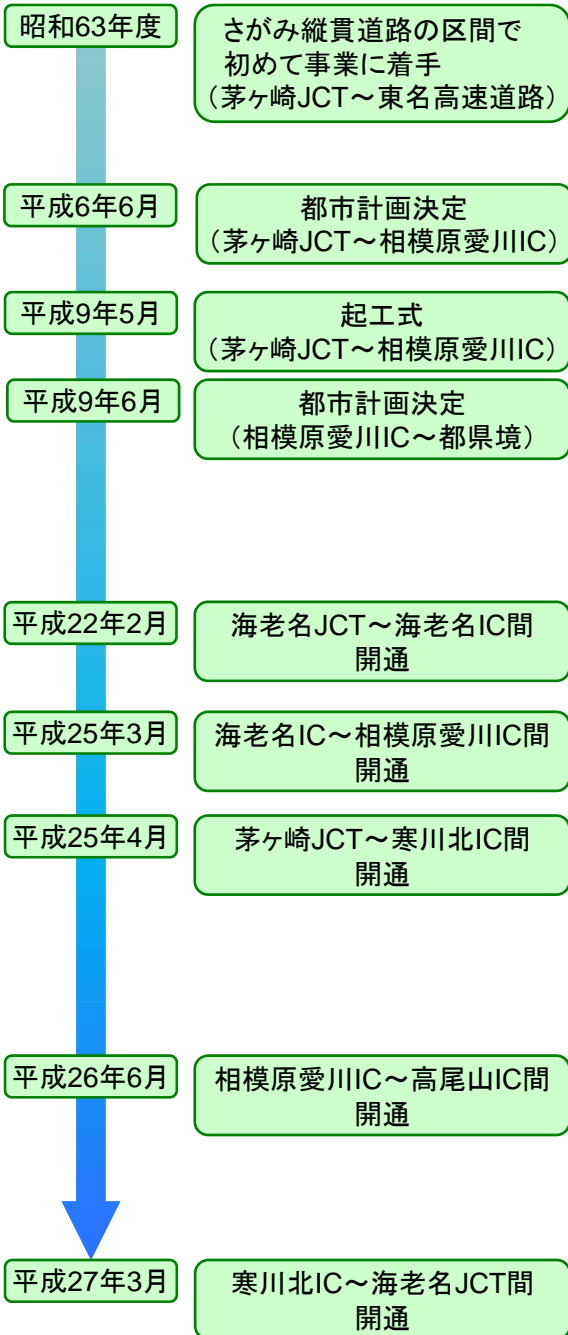 昭和63年度
さがみ縦貫道路の区間で
初めて事業に着手
（茅ヶ崎JCT～東名高速道路）
平成6年6月
都市計画決定
（茅ヶ崎JCT～相模原愛川IC）
平成9年5月
起工式
（茅ヶ崎JCT～相模原愛川IC）
平成9年6月
都市計画決定
（相模原愛川IC～都県境）
平成22年2月
海老名JCT～海老名IC間
開通
平成25年3月
海老名IC～相模原愛川IC間
開通
平成25年4月
茅ヶ崎JCT～寒川北IC間
開通
平成26年6月
相模原愛川IC～高尾山IC間
開通
平成27年3月
寒川北IC～海老名JCT間
開通